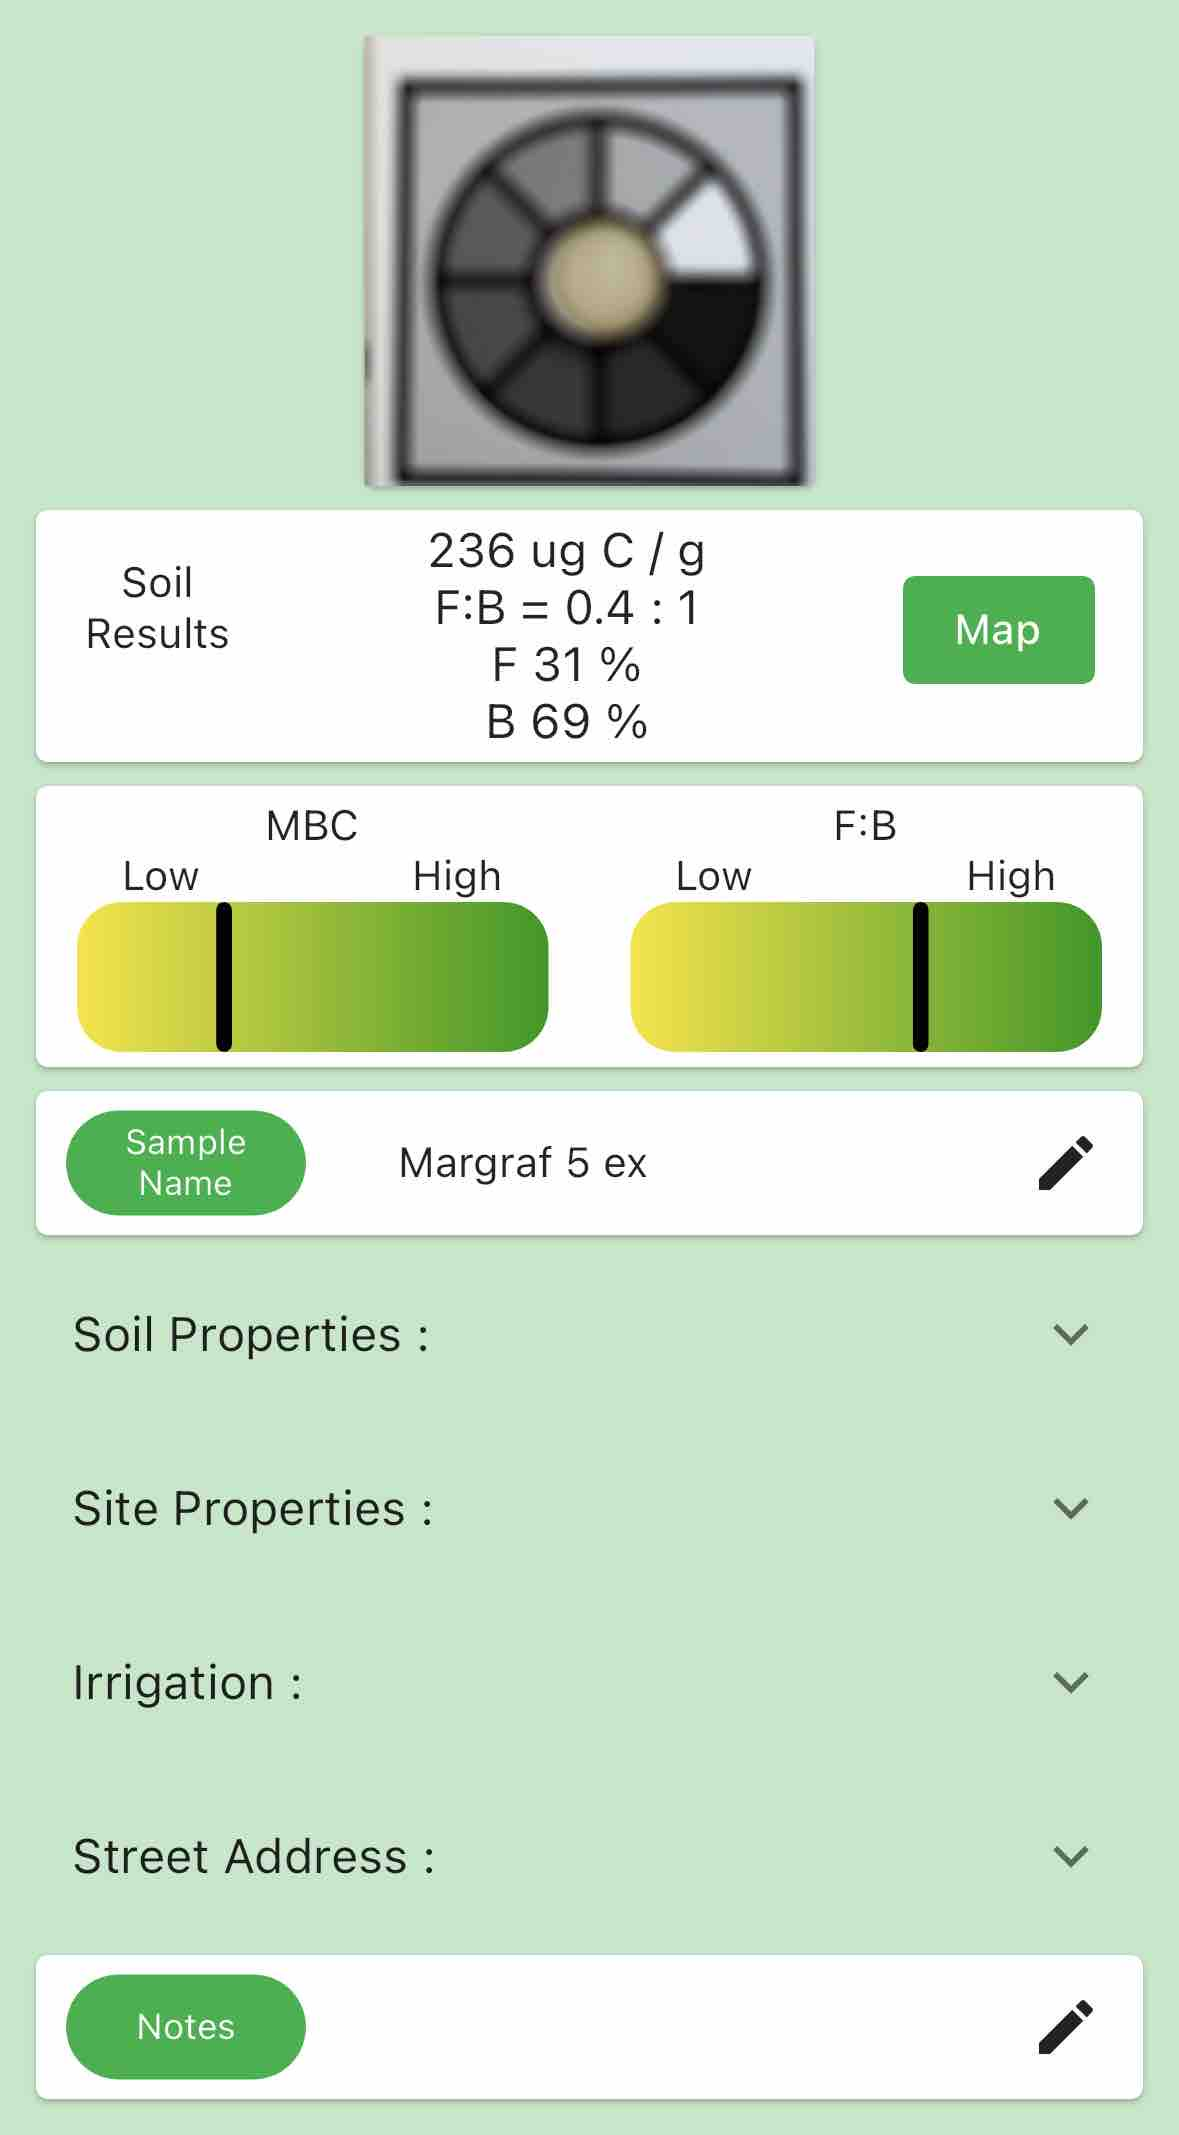 Soil
Results
236 ug C / g
F:B = 0.4 : 1
F 31 %
B 69 %
Map
MBC
Low High
F:B
Low High
Sample
Name
Margraf 5 ex
Soil Properties :
Site Properties :
Irrigation :
Street Address :
Notes